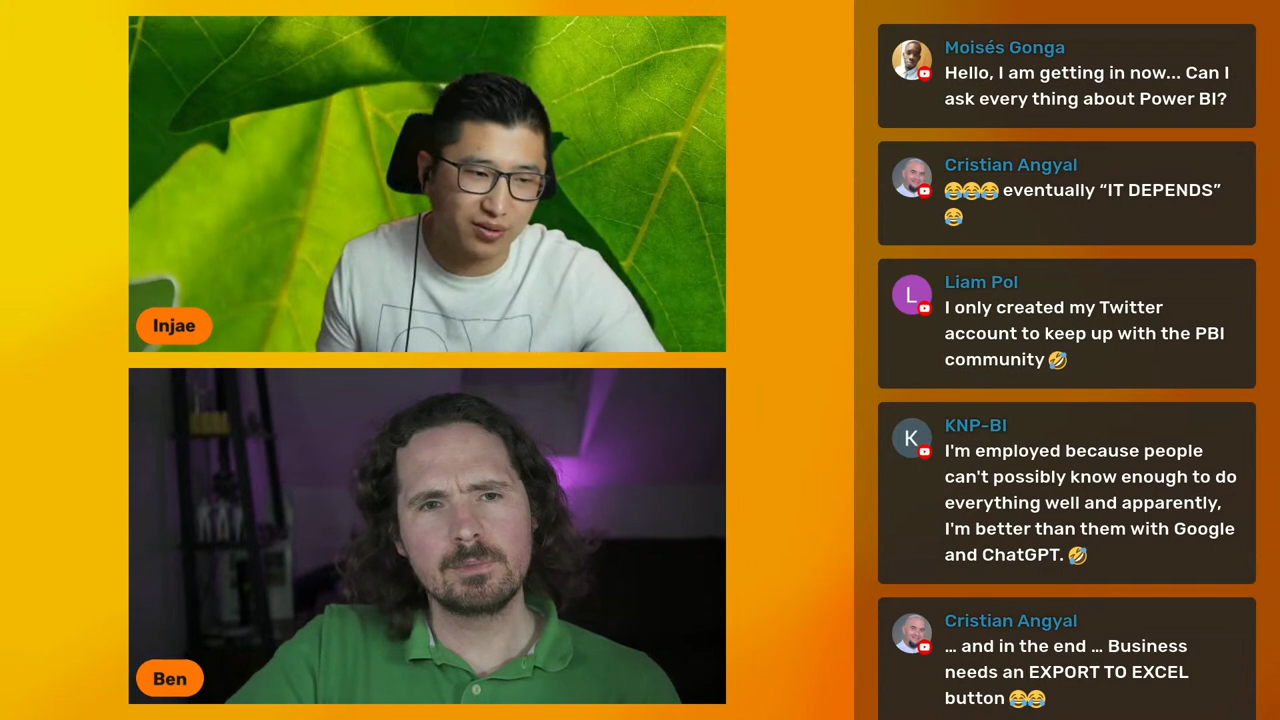 Injae
Ben
Moisés Gonga
Hello, I am getting in now... Can I
ask every thing about Power BI?
Cristian Angyal
😂😂😂 eventually “IT DEPENDS”
😂
L
Liam Pol
I only created my Twitter
account to keep up with the PBI
community 🤣
K
KNP-BI
I'm employed because people
can't possibly know enough to do
everything well and apparently,
I'm better than them with Google
and ChatGPT. 🤣
Cristian Angyal
... and in the end ... Business
needs an EXPORT TO EXCEL
button 😂😂